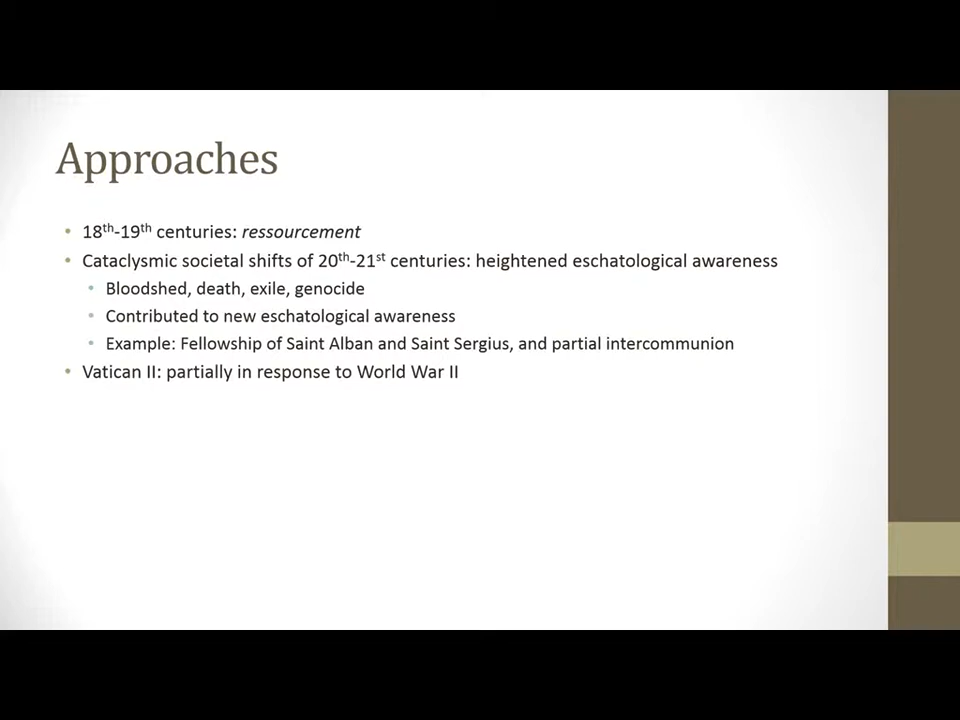 Approaches
• 18th-19th centuries: ressourcement
• Cataclysmic societal shifts of 20th-21st centuries: heightened eschatological awareness
• Bloodshed, death, exile, genocide
• Contributed to new eschatological awareness
• Example: Fellowship of Saint Alban and Saint Sergius, and partial intercommunion
• Vatican II: partially in response to World War II